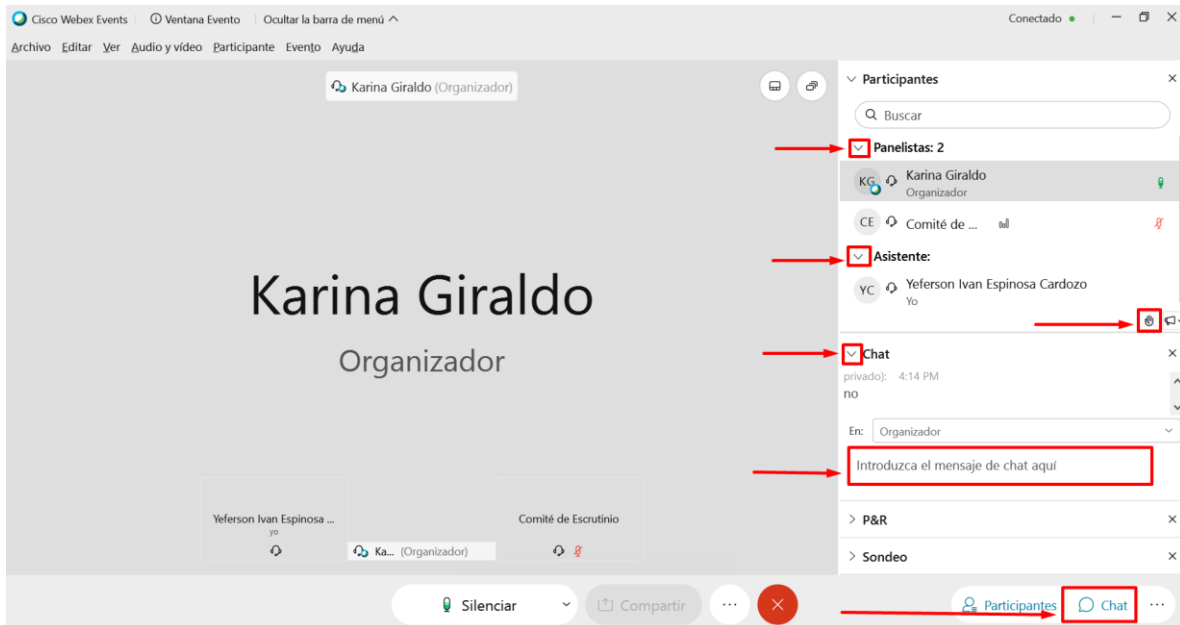 Cisco Webex Events
Ventana Evento
Ocultar la barra de menú
Conectado
Archivo Editar Ver Audio y vídeo Participante Evento Ayuda
Karina Giraldo (Organizador)
Participantes
Buscar
Panelistas: 2
KG Karina Giraldo
Organizador
CE Comité de ...
Asistente:
YC Yeferson Ivan Espinosa Cardozo
Yo
Karina Giraldo
Organizador
Chat
privado): 4:14 PM
no
En: Organizador
Introduzca el mensaje de chat aquí
Yeferson Ivan Espinosa ...
yo
Ka... (Organizador)
Comité de Escrutinio
P&R
Sondeo
Silenciar
Compartir
...
Participantes
Chat
...